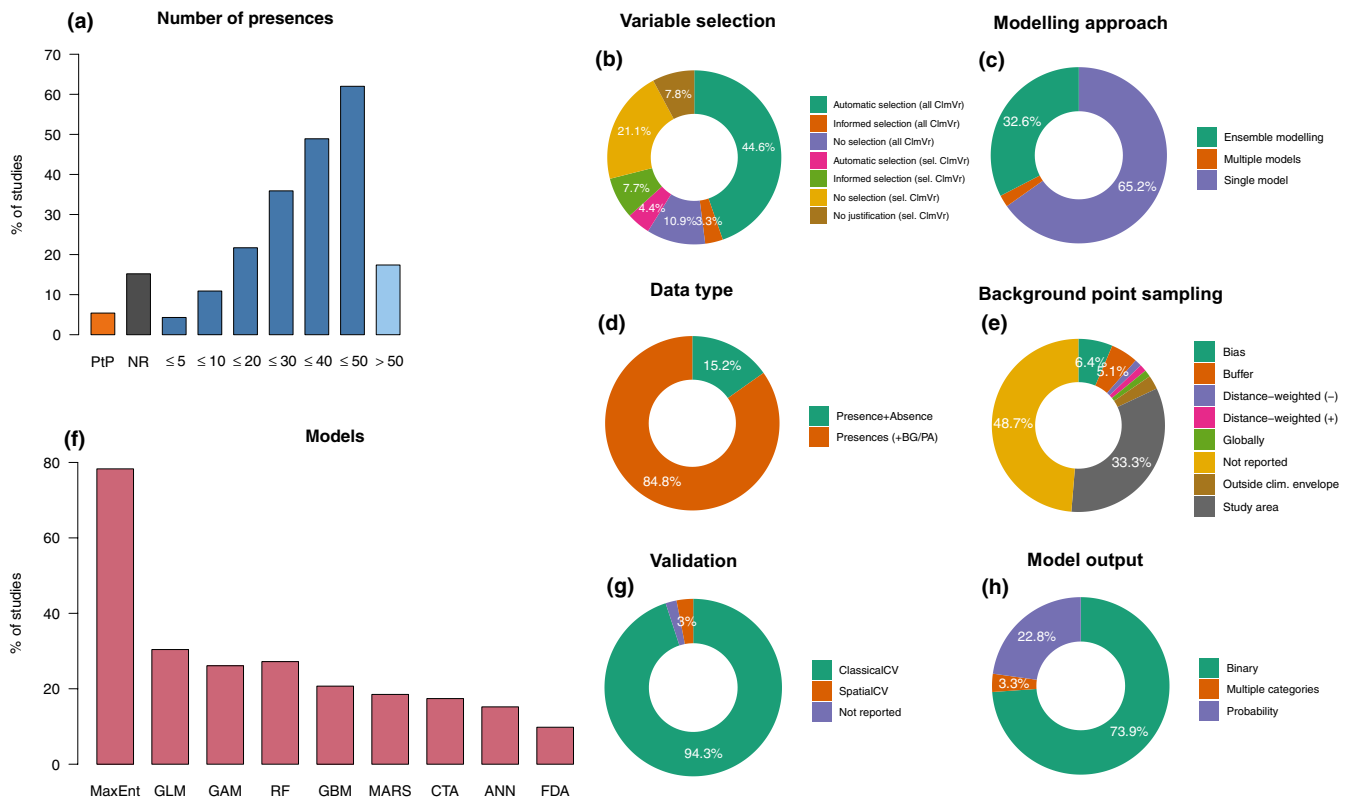 (a)
Number of presences
% of studies
70
60
50
40
30
20
10
0
PtP
NR
≤ 5
≤ 10
≤ 20
≤ 30
≤ 40
≤ 50
> 50
Variable selection
(b)
7.8%
21.1%
44.6%
7.7%
4.4%
10.9%
3.3%
Automatic selection (all ClmVr)
Informed selection (all ClmVr)
No selection (all ClmVr)
Automatic selection (sel. ClmVr)
Informed selection (sel. ClmVr)
No selection (sel. ClmVr)
No justification (sel. ClmVr)
Modelling approach
(c)
32.6%
65.2%
Ensemble modelling
Multiple models
Single model
Data type
(d)
15.2%
84.8%
Presence+Absence
Presences (+BG/PA)
Background point sampling
(e)
6.4%
5.1%
48.7%
33.3%
Bias
Buffer
Distance−weighted (−)
Distance−weighted (+)
Globally
Not reported
Outside clim. envelope
Study area
(f)
Models
% of studies
80
60
40
20
0
MaxEnt
GLM
GAM
RF
GBM
MARS
CTA
ANN
FDA
Validation
(g)
3%
94.3%
ClassicalCV
SpatialCV
Not reported
Model output
(h)
22.8%
3.3%
73.9%
Binary
Multiple categories
Probability